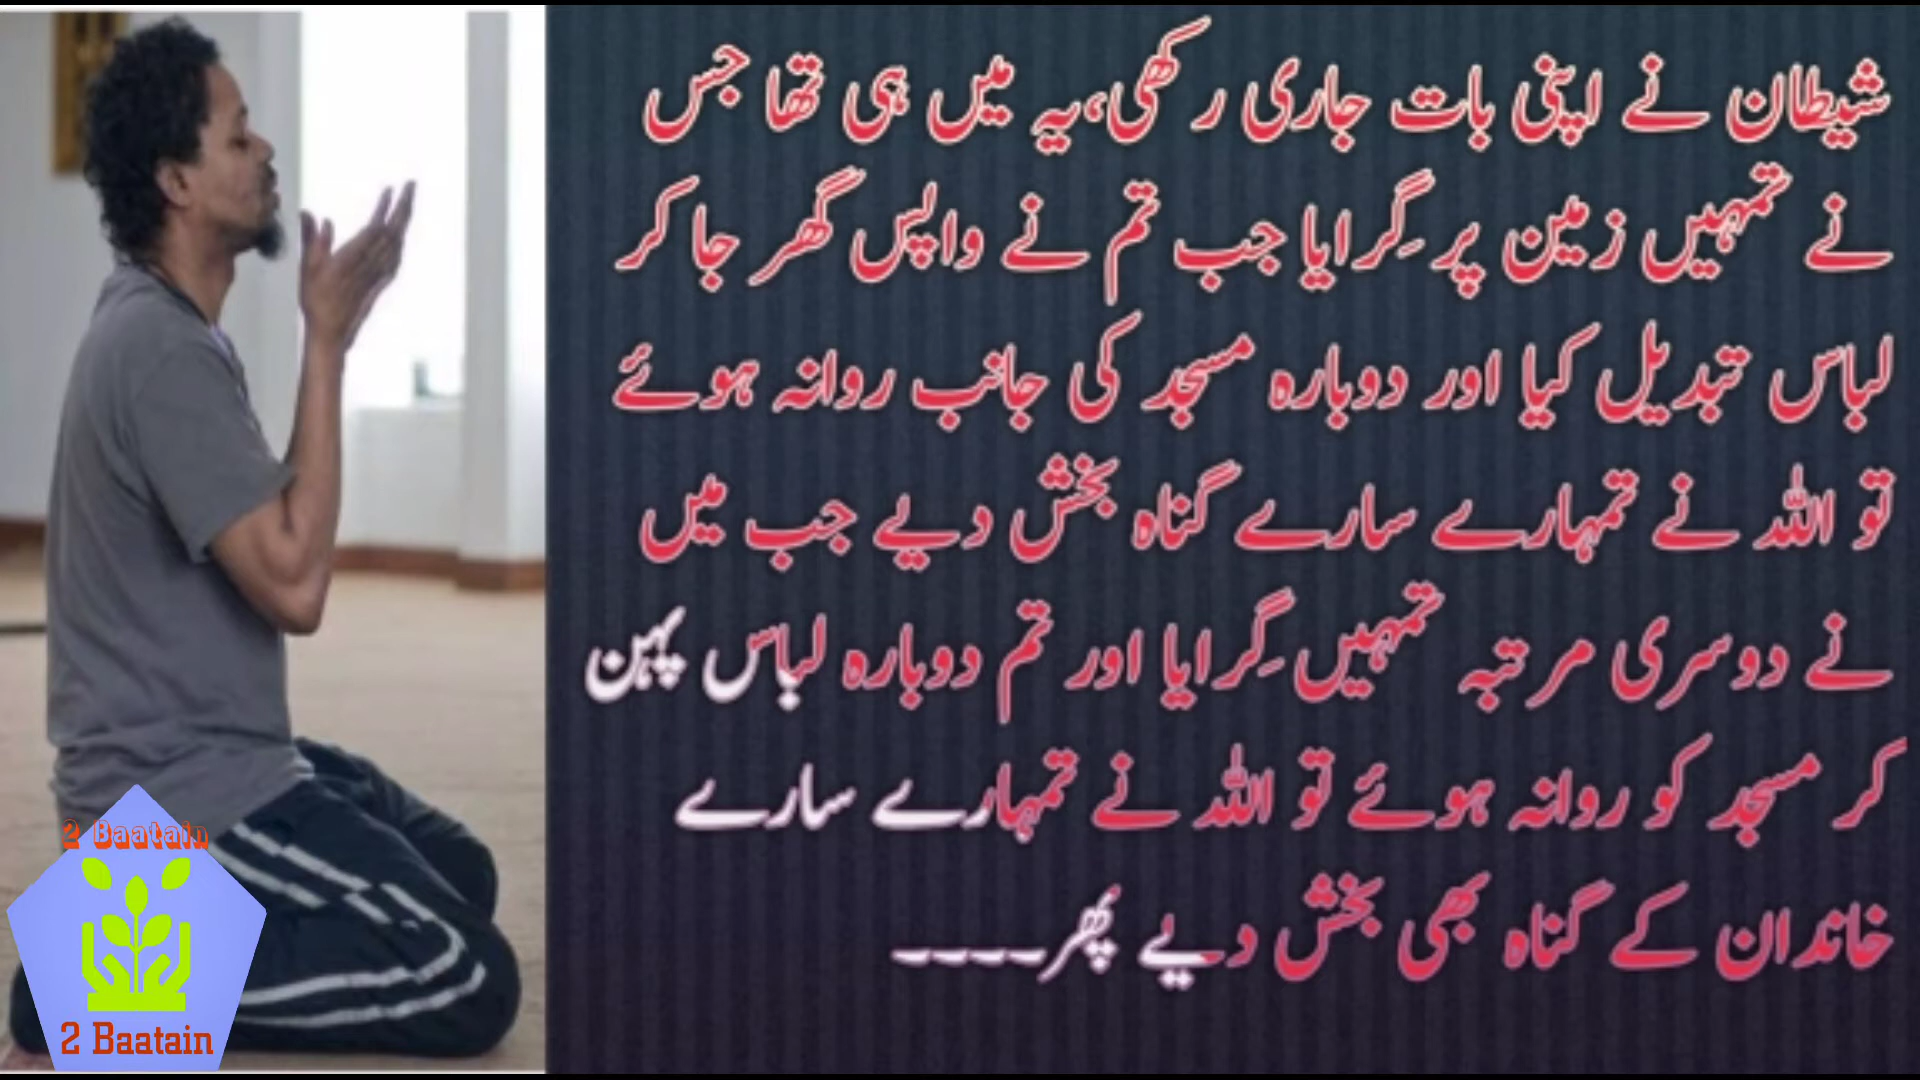 شیطان نے اپنی بات جاری رکھی،یہ میں ہی تھا جس
نے تمہیں زمین پر گِرایا جب تم نے واپس گھر جا کر
لباس تبدیل کیا اور دوبارہ مسجد کی جانب روانہ ہوئے
تو اللہ نے تمہارے سارے گناہ بخش دیے جب میں
نے دوسری مرتبہ تمہیں گِرایا اور تم دوبارہ لباس پہن
کر مسجد کو روانہ ہوئے تو اللہ نے تمہارے سارے
خاندان کے گناہ بھی بخش دیے پھر----
2 Baatain
2 Baatain